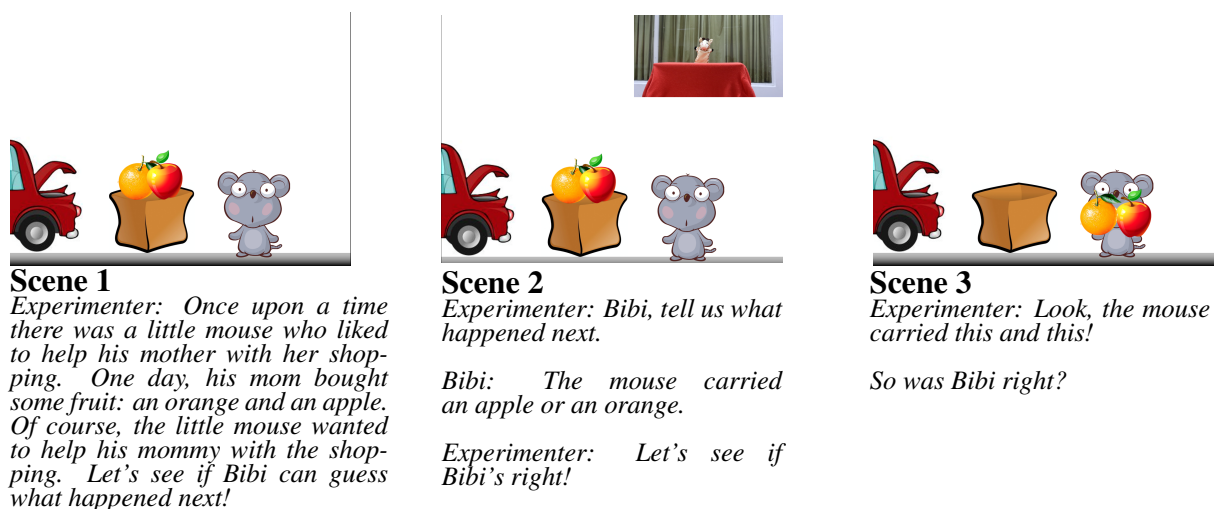 Scene 1
Experimenter: Once upon a time
there was a little mouse who liked
to help his mother with her shop-
ping. One day, his mom bought
some fruit: an orange and an apple.
Of course, the little mouse wanted
to help his mommy with the shop-
ping. Let's see if Bibi can guess
what happened next!
Scene 2
Experimenter: Bibi, tell us what
happened next.
Bibi: The mouse carried
an apple or an orange.
Experimenter: Let's see if
Bibi's right!
Scene 3
Experimenter: Look, the mouse
carried this and this!
So was Bibi right?